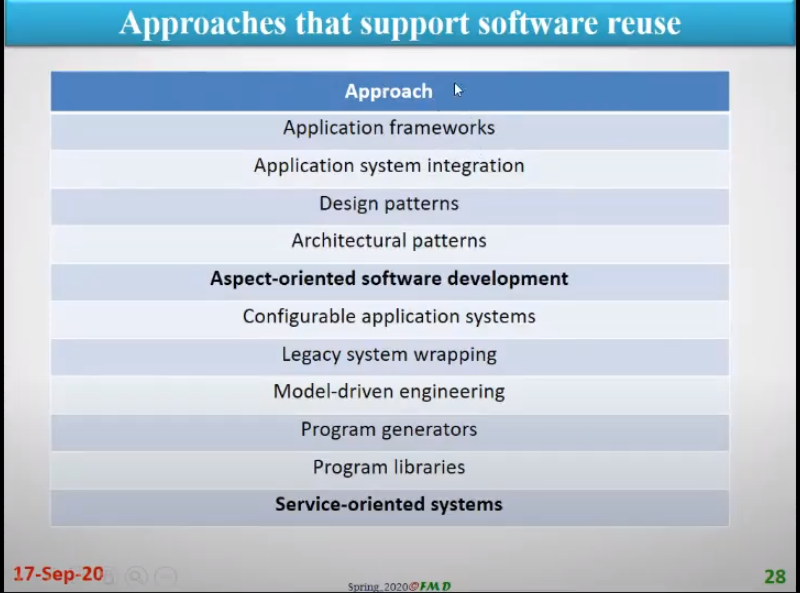 Approaches that support software reuse
Approach
Application frameworks
Application system integration
Design patterns
Architectural patterns
Aspect-oriented software development
Configurable application systems
Legacy system wrapping
Model-driven engineering
Program generators
Program libraries
Service-oriented systems
17-Sep-20
Spring_2020©FMD
28